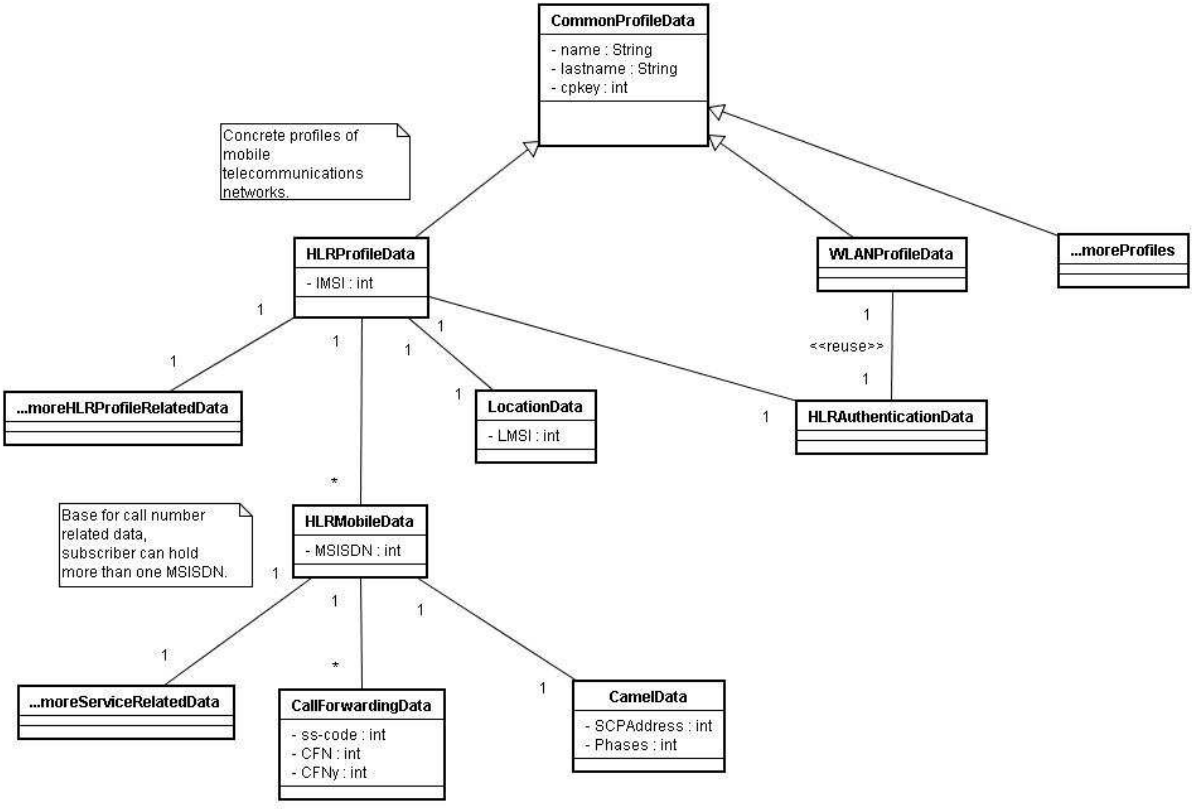 CommonProfileData
- name : String
- lastname : String
- cpkey : int
Concrete profiles of
mobile
telecommunications
networks.
HLRProfileData
- IMSI : int
WLANProfileData
...moreProfiles
1
1
1
1
1
1
<<reuse>>
1
1
1
1
...moreHLRProfileRelatedData
LocationData
- LMSI : int
HLRAuthenticationData
*
Base for call number
related data,
subscriber can hold
more than one MSISDN.
HLRMobileData
- MSISDN : int
1
1
1
1
*
1
...moreServiceRelatedData
CallForwardingData
- ss-code : int
- CFN : int
- CFNy : int
CamelData
- SCPAddress : int
- Phases : int